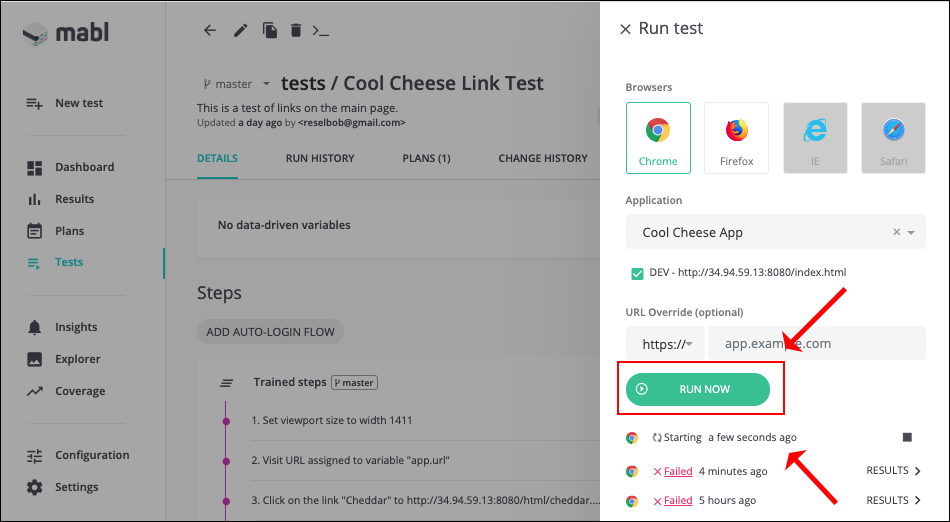 mabl
New test
Dashboard
Results
Plans
Tests
Insights
Explorer
Coverage
Configuration
Settings
master
tests / Cool Cheese Link Test
This is a test of links on the main page.
Updated a day ago by <reselbob@gmail.com>
DETAILS RUN HISTORY PLANS (1) CHANGE HISTORY
No data-driven variables
Steps
ADD AUTO-LOGIN FLOW
Trained steps master
1. Set viewport size to width 1411
2. Visit URL assigned to variable "app.url"
3. Click on the link "Cheddar" to http://34.94.59.13:8080/html/cheddar....
Run test
Browsers
Chrome Firefox IE Safari
Application
Cool Cheese App
DEV - http://34.94.59.13:8080/index.html
URL Override (optional)
https:// app.example.com
RUN NOW
Starting a few seconds ago
Failed 4 minutes ago RESULTS
Failed 5 hours ago RESULTS